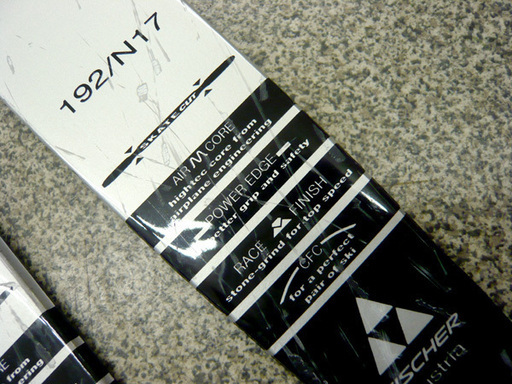 192/N17
SKATE CUT
AIR M CORE
hightec core from
airplane engineering
POWER EDGE
better grip and safety
RACE FINISH
stone-grind for top speed
CFC
for a perfect
pair of ski
FISCHER
Austria
from